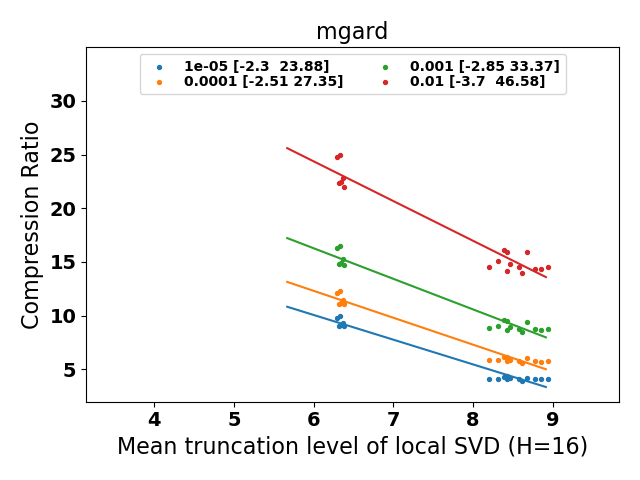 mgard
1e-05 [-2.3  23.88]
0.0001 [-2.51 27.35]
0.001 [-2.85 33.37]
0.01 [-3.7  46.58]
Compression Ratio
30
25
20
15
10
5
4 5 6 7 8 9
Mean truncation level of local SVD (H=16)